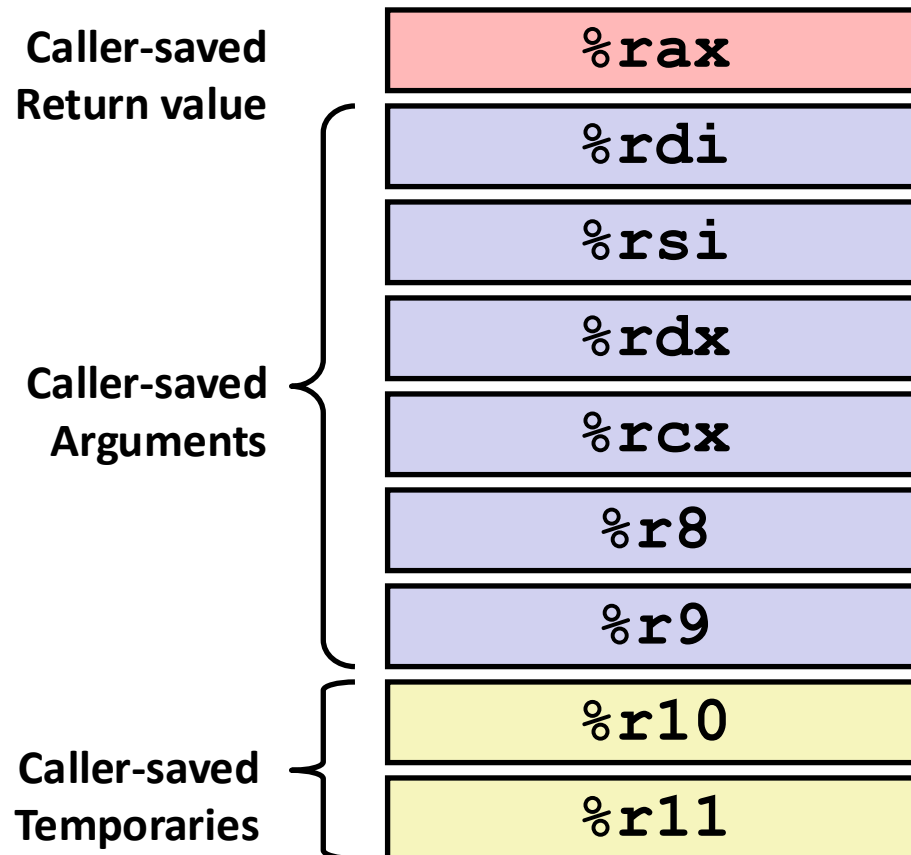 Caller-saved
Return value
%rax
%rdi
%rsi
%rdx
Caller-saved
Arguments
%rcx
%r8
%r9
%r10
Caller-saved
Temporaries
%r11